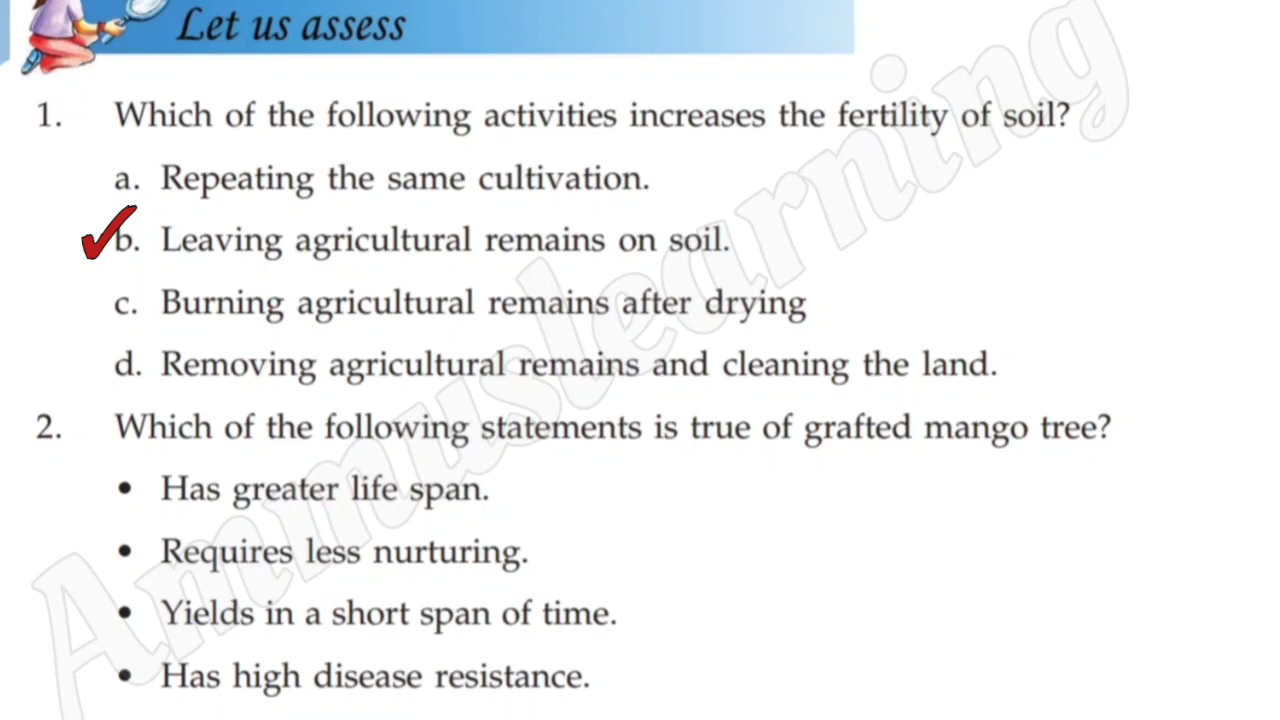 Let us assess
1. Which of the following activities increases the fertility of soil?
a. Repeating the same cultivation.
b. Leaving agricultural remains on soil.
c. Burning agricultural remains after drying
d. Removing agricultural remains and cleaning the land.
2. Which of the following statements is true of grafted mango tree?
• Has greater life span.
• Requires less nurturing.
• Yields in a short span of time.
• Has high disease resistance.
Ammuslearning